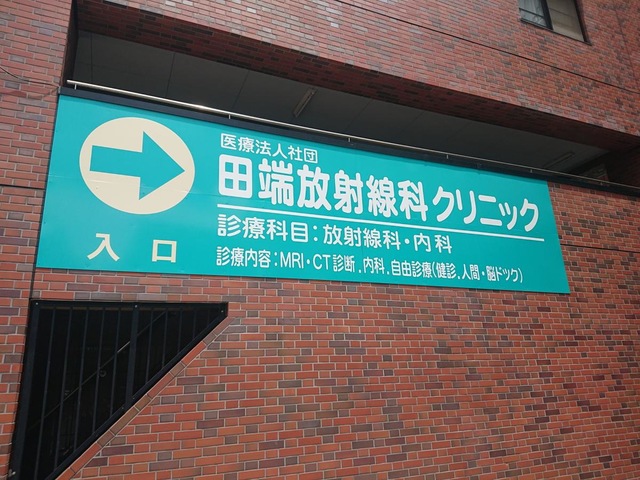 医療法人社団
田端放射線科クリニック
診療科目:放射線科・内科
診療内容:MRI・CT診断,内科,自由診療(健診,人間・脳ドック)
入口